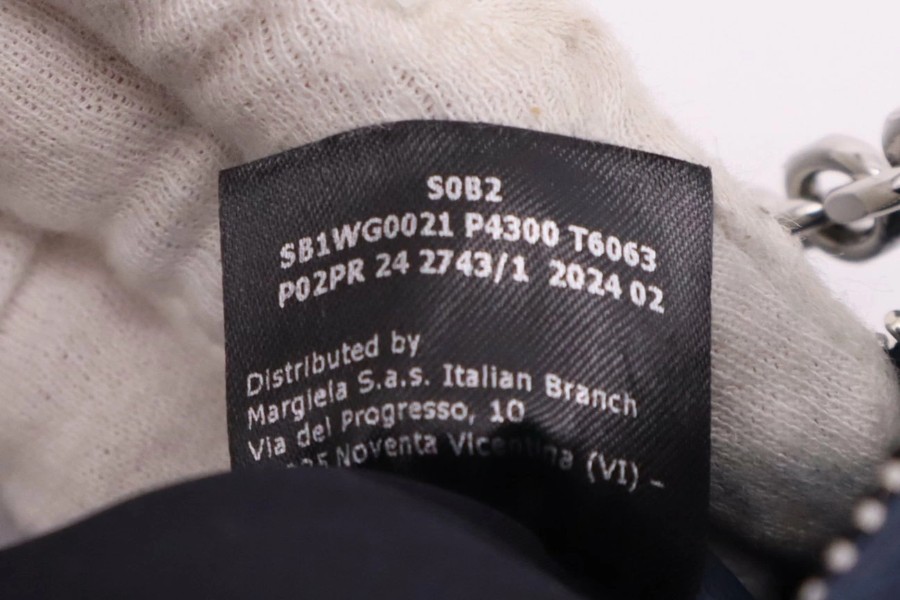 S0B2
SB1WG0021 P4300 T6063
P02PR 24 2743/1 2024 02
Distributed by
Margiela S.a.s. Italian Branch
Via del Progresso, 10
Noventa Vicentina (VI) -